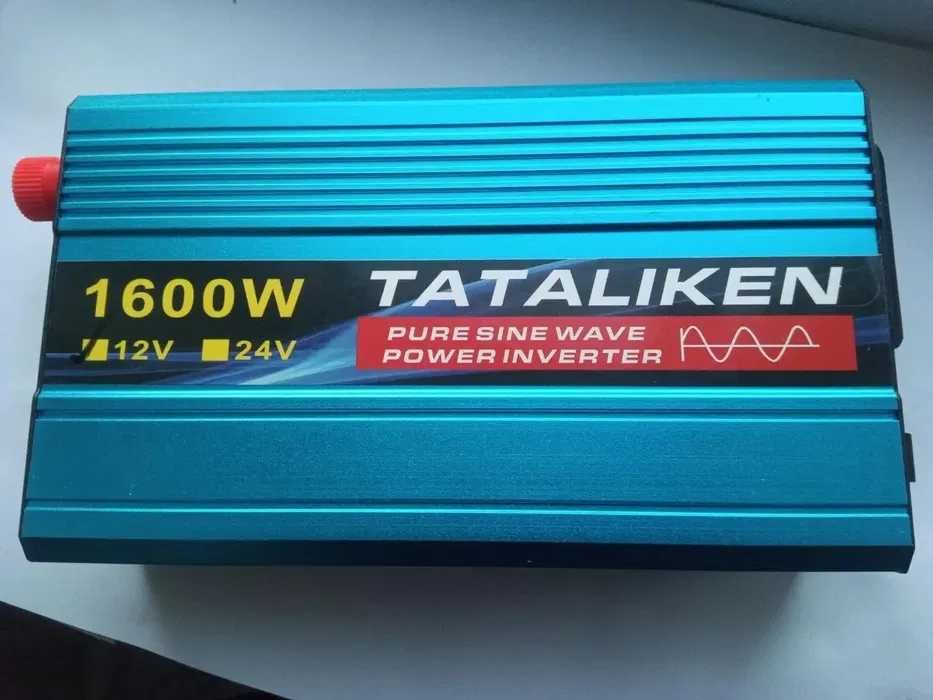 1600W
12V 24V
TATALIKEN
PURE SINE WAVE
POWER INVERTER